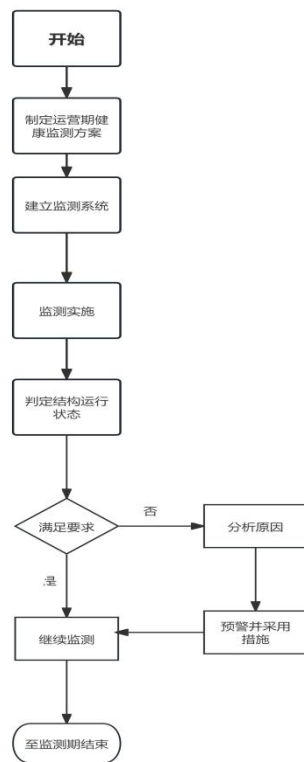 开始
制定运营期健
康监测方案
建立监测系统
监测实施
判定结构运行
状态
满足要求
否
分析原因
是
预警并采用
措施
继续监测
至监测期结束